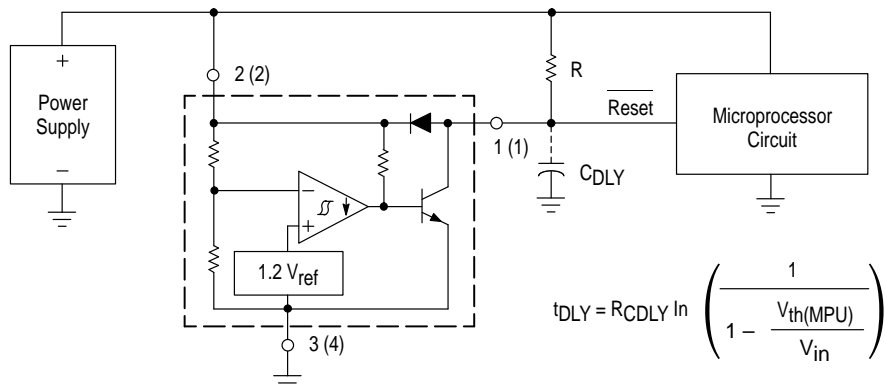 2 (2)
R
+
Power
Supply
–
Reset
Microprocessor
Circuit
1 (1)
CDLY
–
+
1.2 Vref
3 (4)
tDLY = RCDLY In ( 1 / ( 1 – Vth(MPU) / Vin ) )